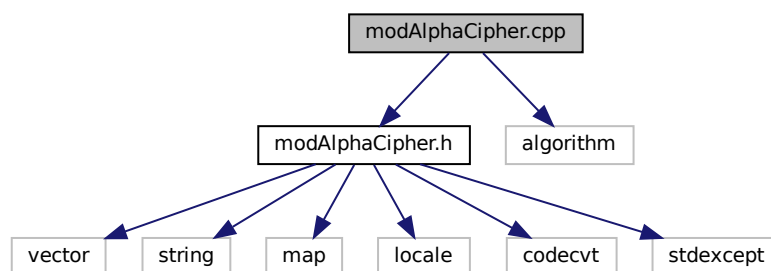 modAlphaCipher.cpp
modAlphaCipher.h
algorithm
vector
string
map
locale
codecvt
stdexcept